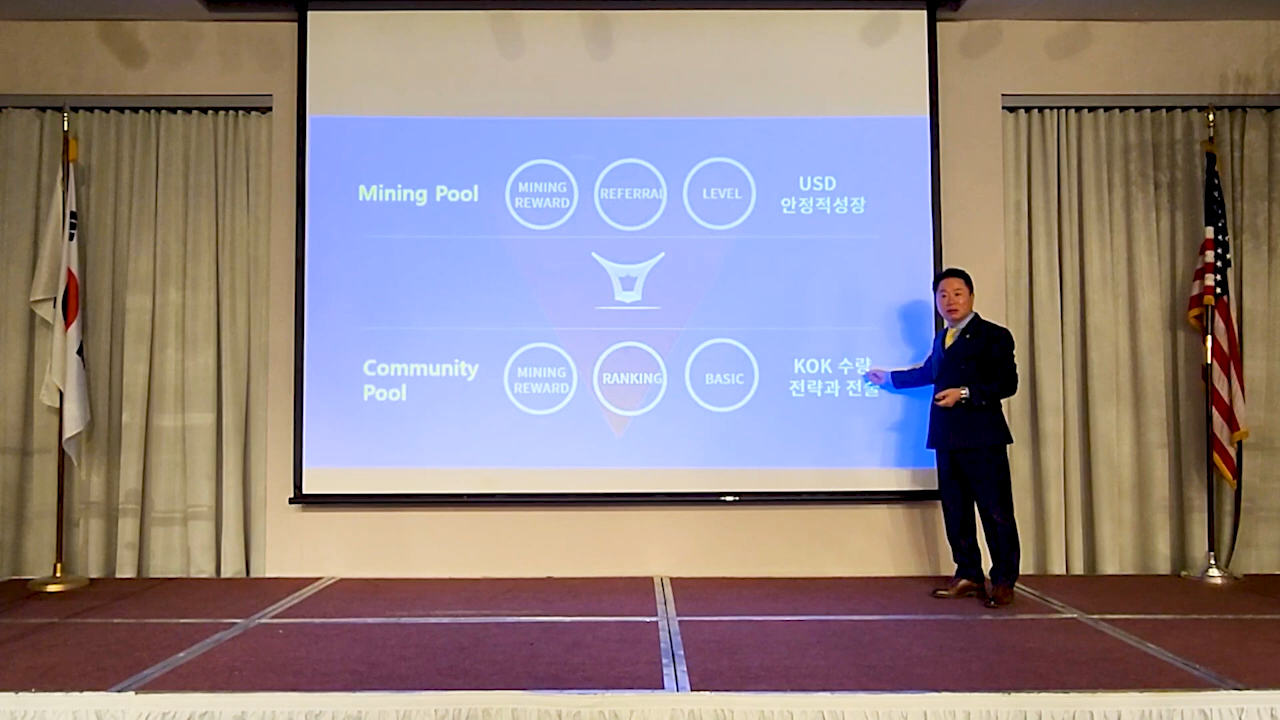 Mining Pool
MINING
REWARD
REFERRAL
LEVEL
USD
안정적성장
Community
Pool
MINING
REWARD
RANKING
BASIC
KOK 수량
전략과 전술